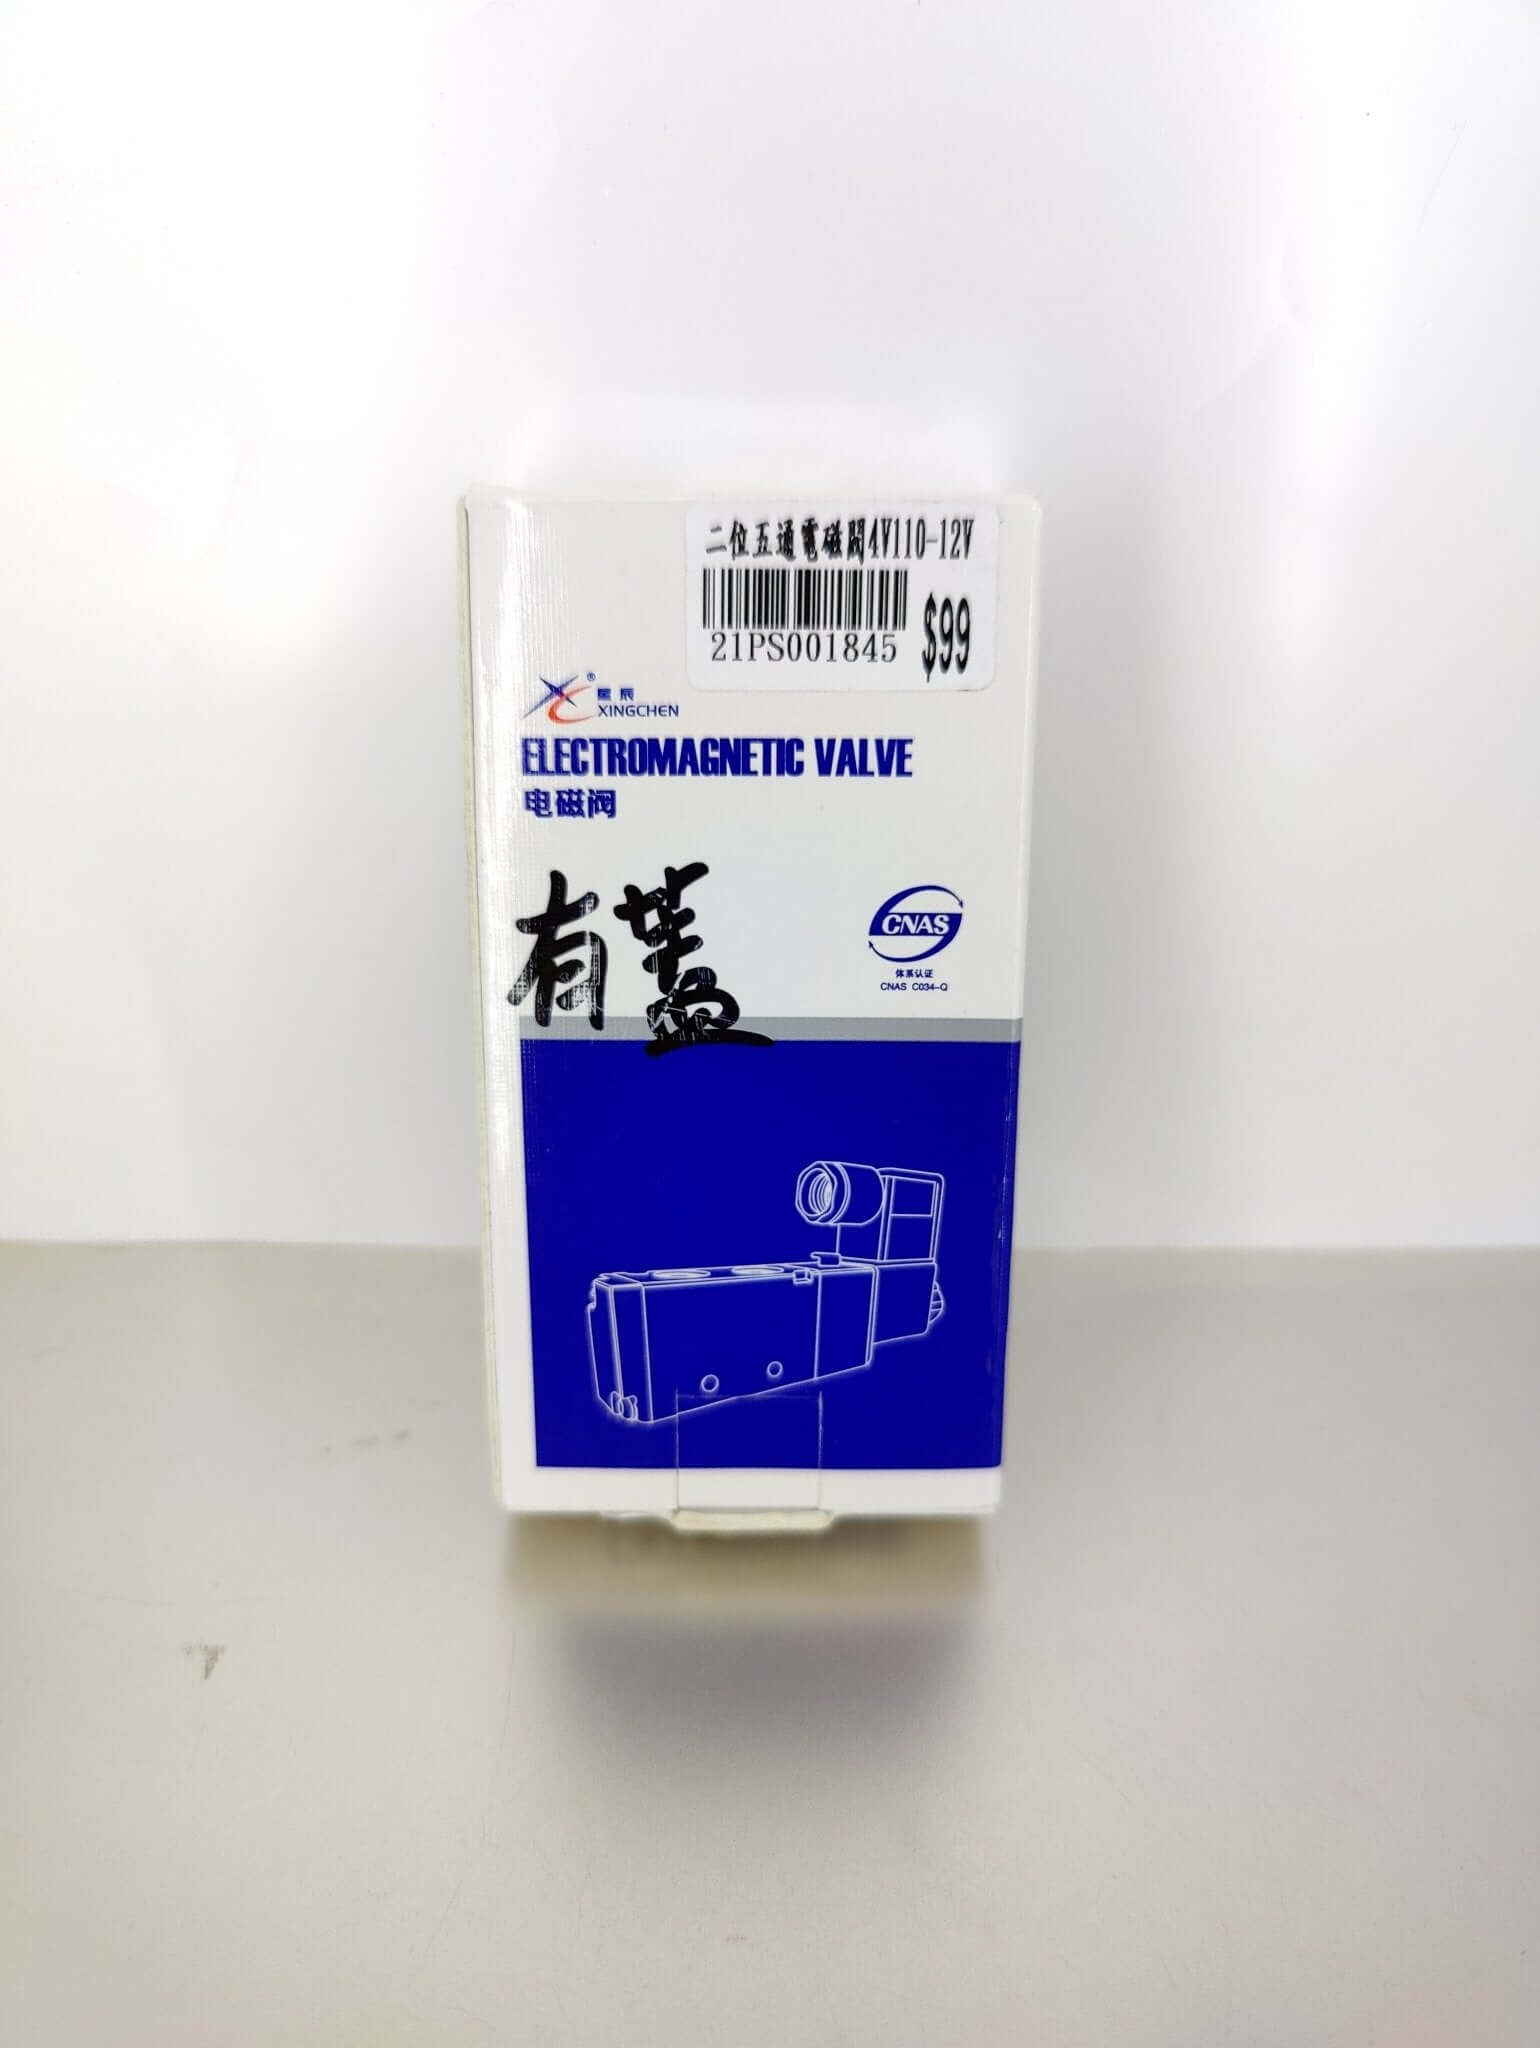 二位五通電磁閥4V110-12V
21PS001845
$99
®
星辰
XINGCHEN
ELECTROMAGNETIC VALVE
电磁阀
有蓋
CNAS
体系认证
CNAS C034-Q